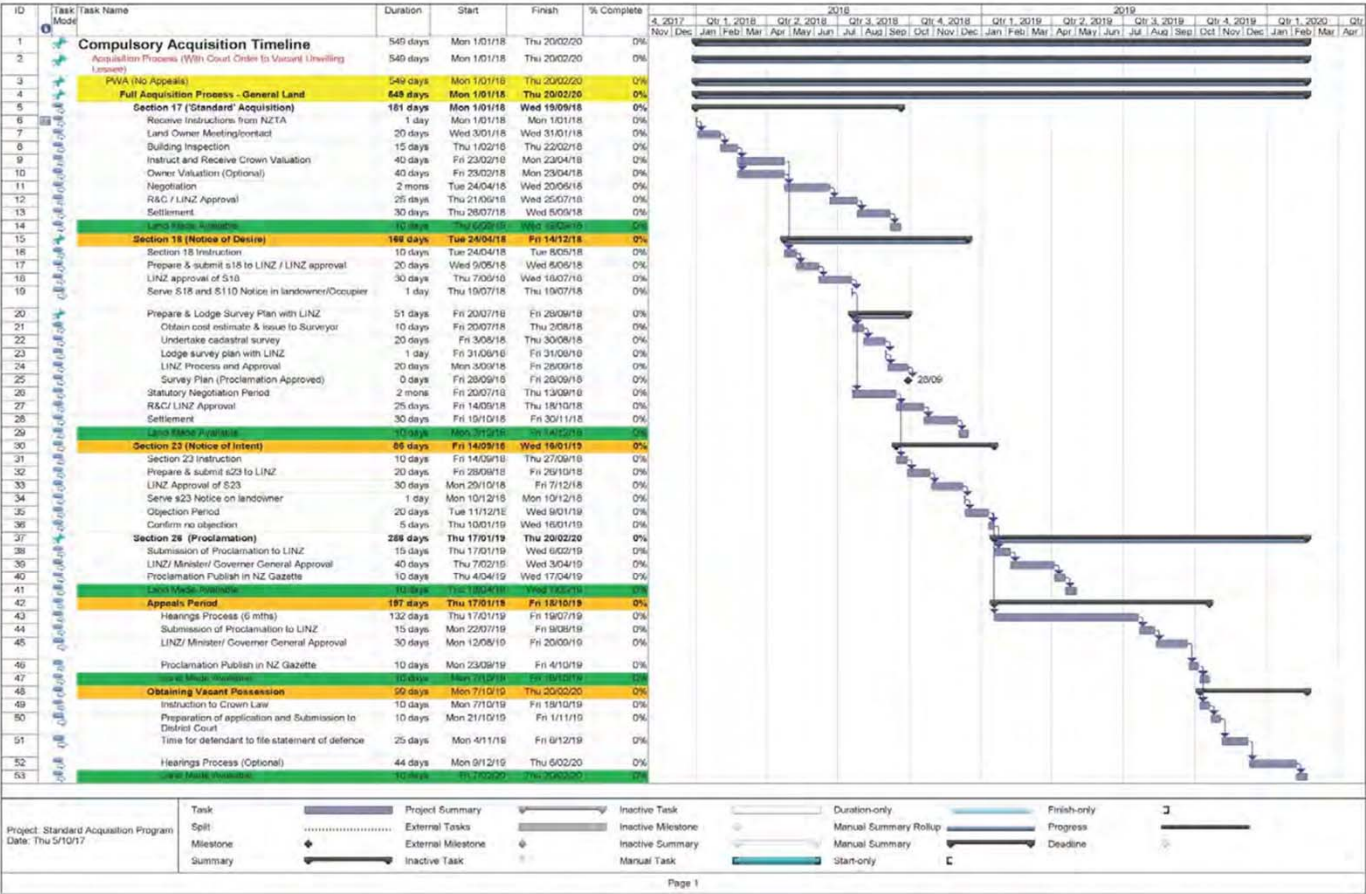 ID Task Mode Task Name Duration Start Finish % Complete
2018 2019
4, 2017 Qtr 1, 2018 Qtr 2, 2018 Qtr 3, 2018 Qtr 4, 2018 Qtr 1, 2019 Qtr 2, 2019 Qtr 3, 2019 Qtr 4, 2019 Qtr 1, 2020 Qtr
Nov Dec Jan Feb Mar Apr May Jun Jul Aug Sep Oct Nov Dec Jan Feb Mar Apr May Jun Jul Aug Sep Oct Nov Dec Jan Feb Mar Apr
1 Compulsory Acquisition Timeline 549 days Mon 1/01/18 Thu 20/02/20 0%
2 Acquisition Process (With Court Order to Vacant Unwilling Lessee) 549 days Mon 1/01/18 Thu 20/02/20 0%
3 PWA (No Appeals) 549 days Mon 1/01/18 Thu 20/02/20 0%
4 Full Acquisition Process - General Land 549 days Mon 1/01/18 Thu 20/02/20 0%
5 Section 17 ('Standard' Acquisition) 181 days Mon 1/01/18 Wed 19/09/18 0%
6 Receive Instructions from NZTA 1 day Mon 1/01/18 Mon 1/01/18 0%
7 Land Owner Meeting/contact 20 days Wed 3/01/18 Wed 31/01/18 0%
8 Building Inspection 15 days Thu 1/02/18 Thu 22/02/18 0%
9 Instruct and Receive Crown Valuation 40 days Fri 23/02/18 Mon 23/04/18 0%
10 Owner Valuation (Optional) 40 days Fri 23/02/18 Mon 23/04/18 0%
11 Negotiation 2 mons Tue 24/04/18 Wed 20/06/18 0%
12 R&C / LINZ Approval 25 days Thu 21/06/18 Wed 25/07/18 0%
13 Settlement 30 days Thu 26/07/18 Wed 5/09/18 0%
14 Land Made Available 10 days Thu 6/09/18 Wed 19/09/18 0%
15 Section 18 (Notice of Desire) 168 days Tue 24/04/18 Fri 14/12/18 0%
16 Section 18 Instruction 10 days Tue 24/04/18 Tue 8/05/18 0%
17 Prepare & submit s18 to LINZ / LINZ approval 20 days Wed 9/05/18 Wed 6/06/18 0%
18 LINZ approval of S18 30 days Thu 7/06/18 Wed 18/07/18 0%
19 Serve S18 and S110 Notice in landowner/Occupier 1 day Thu 19/07/18 Thu 19/07/18 0%
20 Prepare & Lodge Survey Plan with LINZ 51 days Fri 20/07/18 Fri 28/09/18 0%
21 Obtain cost estimate & issue to Surveyor 10 days Fri 20/07/18 Thu 2/08/18 0%
22 Undertake cadastral survey 20 days Fri 3/08/18 Thu 30/08/18 0%
23 Lodge survey plan with LINZ 1 day Fri 31/08/18 Fri 31/08/18 0%
24 LINZ Process and Approval 20 days Mon 3/09/18 Fri 28/09/18 0%
25 Survey Plan (Proclamation Approved) 0 days Fri 28/09/18 Fri 28/09/18 0% 28/09
26 Statutory Negotiation Period 2 mons Fri 20/07/18 Thu 13/09/18 0%
27 R&C/ LINZ Approval 25 days Fri 14/09/18 Thu 18/10/18 0%
28 Settlement 30 days Fri 19/10/18 Fri 30/11/18 0%
29 Land Made Available 10 days Mon 3/12/18 Fri 14/12/18 0%
30 Section 23 (Notice of Intent) 86 days Fri 14/09/18 Wed 16/01/19 0%
31 Section 23 Instruction 10 days Fri 14/09/18 Thu 27/09/18 0%
32 Prepare & submit s23 to LINZ 20 days Fri 28/09/18 Fri 26/10/18 0%
33 LINZ Approval of S23 30 days Mon 29/10/18 Fri 7/12/18 0%
34 Serve s23 Notice on landowner 1 day Mon 10/12/18 Mon 10/12/18 0%
35 Objection Period 20 days Tue 11/12/18 Wed 9/01/19 0%
36 Confirm no objection 5 days Thu 10/01/19 Wed 16/01/19 0%
37 Section 26 (Proclamation) 286 days Thu 17/01/19 Thu 20/02/20 0%
38 Submission of Proclamation to LINZ 15 days Thu 17/01/19 Wed 6/02/19 0%
39 LINZ/ Minister/ Governer General Approval 40 days Thu 7/02/19 Wed 3/04/19 0%
40 Proclamation Publish in NZ Gazette 10 days Thu 4/04/19 Wed 17/04/19 0%
41 Land Made Available 10 days Thu 18/04/19 0%
42 Appeals Period 197 days Thu 17/01/19 Fri 18/10/19 0%
43 Hearings Process (6 mths) 132 days Thu 17/01/19 Fri 19/07/19 0%
44 Submission of Proclamation to LINZ 15 days Mon 22/07/19 Fri 9/08/19 0%
45 LINZ/ Minister/ Governer General Approval 30 days Mon 12/08/19 Fri 20/09/19 0%
46 Proclamation Publish in NZ Gazette 10 days Mon 23/09/19 Fri 4/10/19 0%
47 Land Made Available 10 days Mon 7/10/19 Fri 18/10/19 0%
48 Obtaining Vacant Possession 99 days Mon 7/10/19 Thu 20/02/20 0%
49 Instruction to Crown Law 10 days Mon 7/10/19 Fri 18/10/19 0%
50 Preparation of application and Submission to District Court 10 days Mon 21/10/19 Fri 1/11/19 0%
51 Time for defendant to file statement of defence 25 days Mon 4/11/19 Fri 6/12/19 0%
52 Hearings Process (Optional) 44 days Mon 9/12/19 Thu 6/02/20 0%
53 Land Made Available 10 days Fri 7/02/20 Thu 20/02/20 0%
Project: Standard Acquisition Program
Date: Thu 5/10/17
Task Project Summary Inactive Task Duration-only Finish-only
Split External Tasks Inactive Milestone Manual Summary Rollup Progress
Milestone External Milestone Inactive Summary Manual Summary Deadline
Summary Inactive Task Manual Task Start-only
Page 1